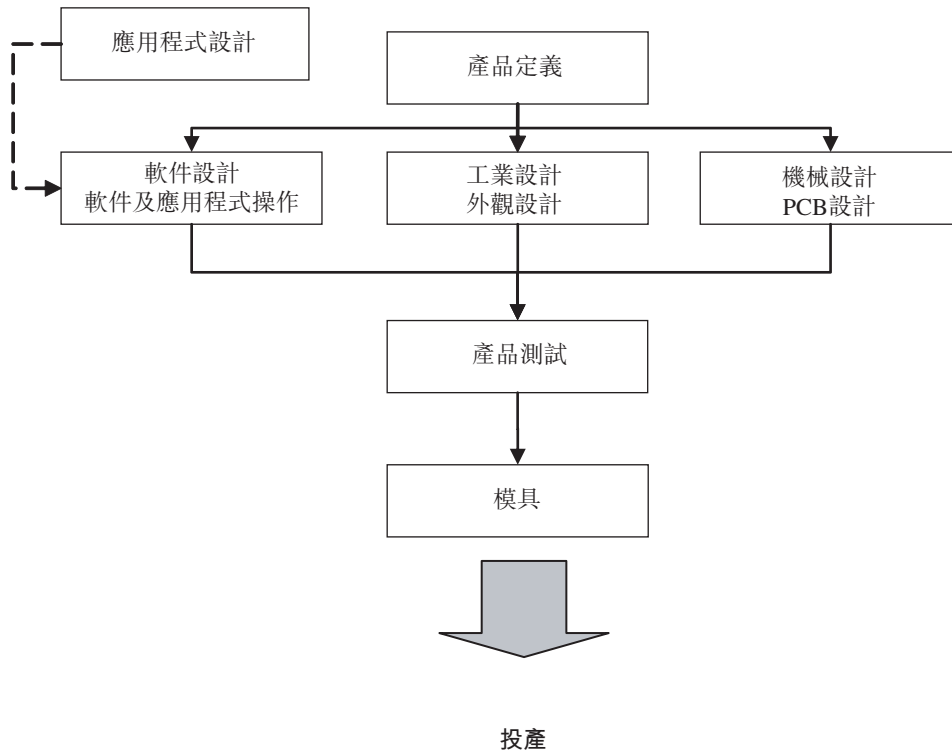 應用程式設計
產品定義
軟件設計
軟件及應用程式操作
工業設計
外觀設計
機械設計
PCB設計
產品測試
模具
投產